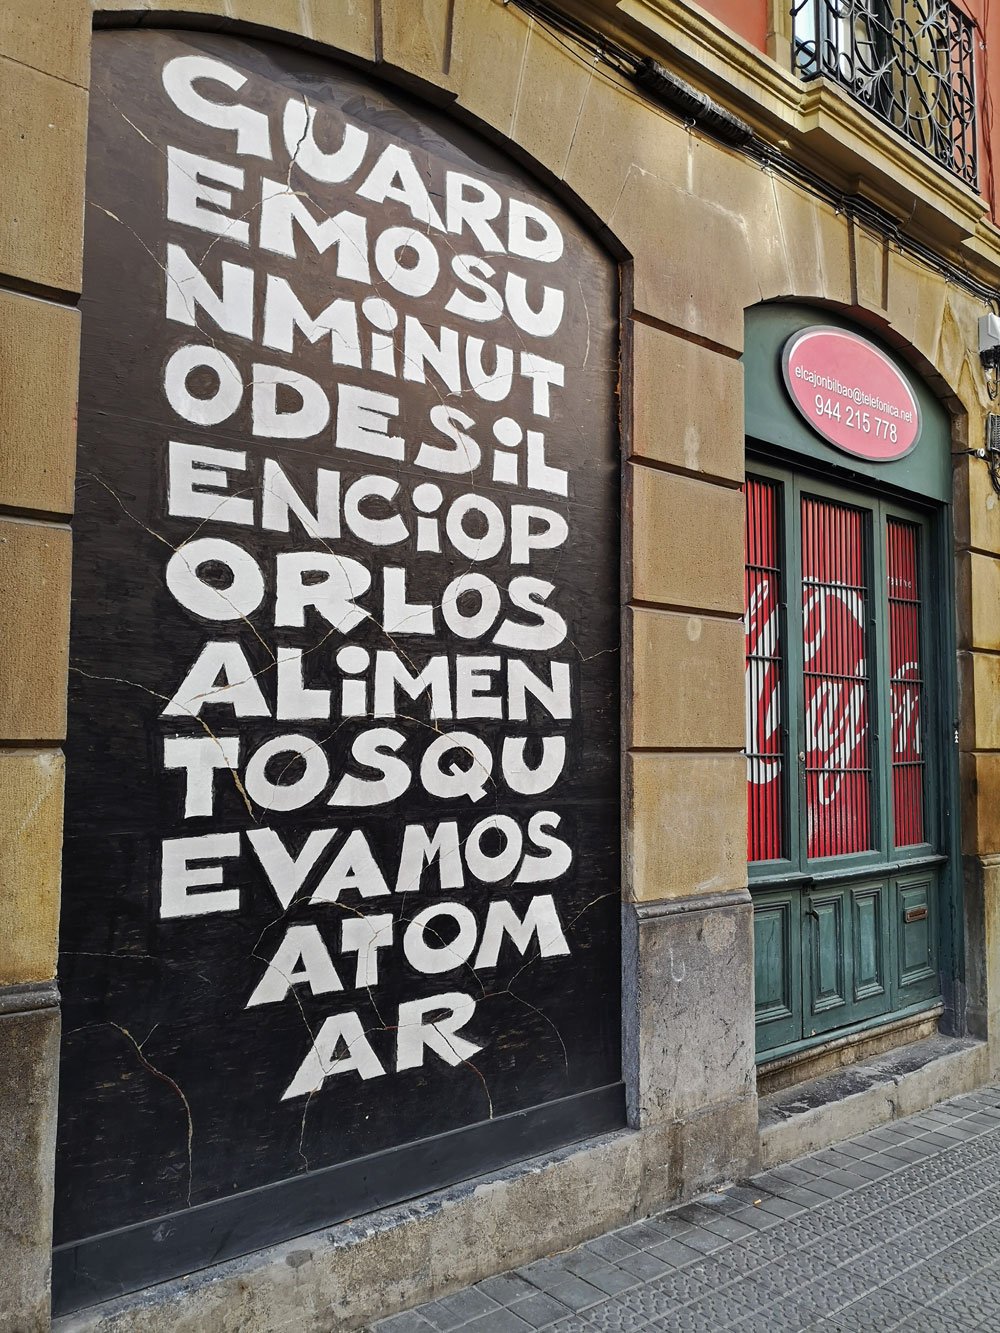 GUARD
EMOSU
NMiNUT
ODESiL
ENCiOP
ORLOS
ALiMEN
TOSQU
EVAMOS
ATOM
AR
elcajonbilbao@telefonica.net
944 215 778